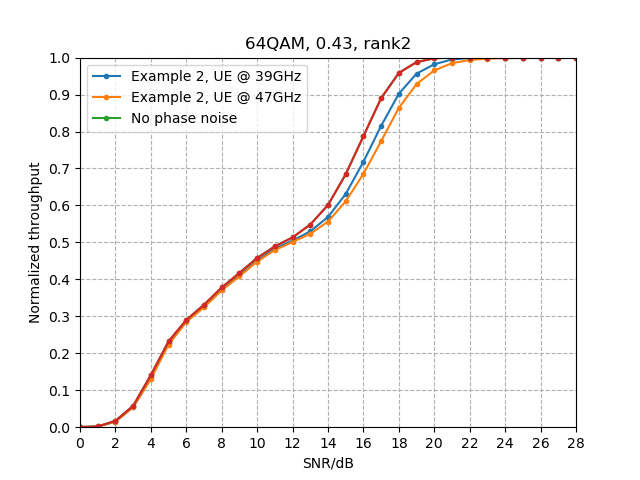 64QAM, 0.43, rank2
Example 2, UE @ 39GHz
Example 2, UE @ 47GHz
No phase noise
Normalized throughput
1.0
0.9
0.8
0.7
0.6
0.5
0.4
0.3
0.2
0.1
0.0
0 2 4 6 8 10 12 14 16 18 20 22 24 26 28
SNR/dB